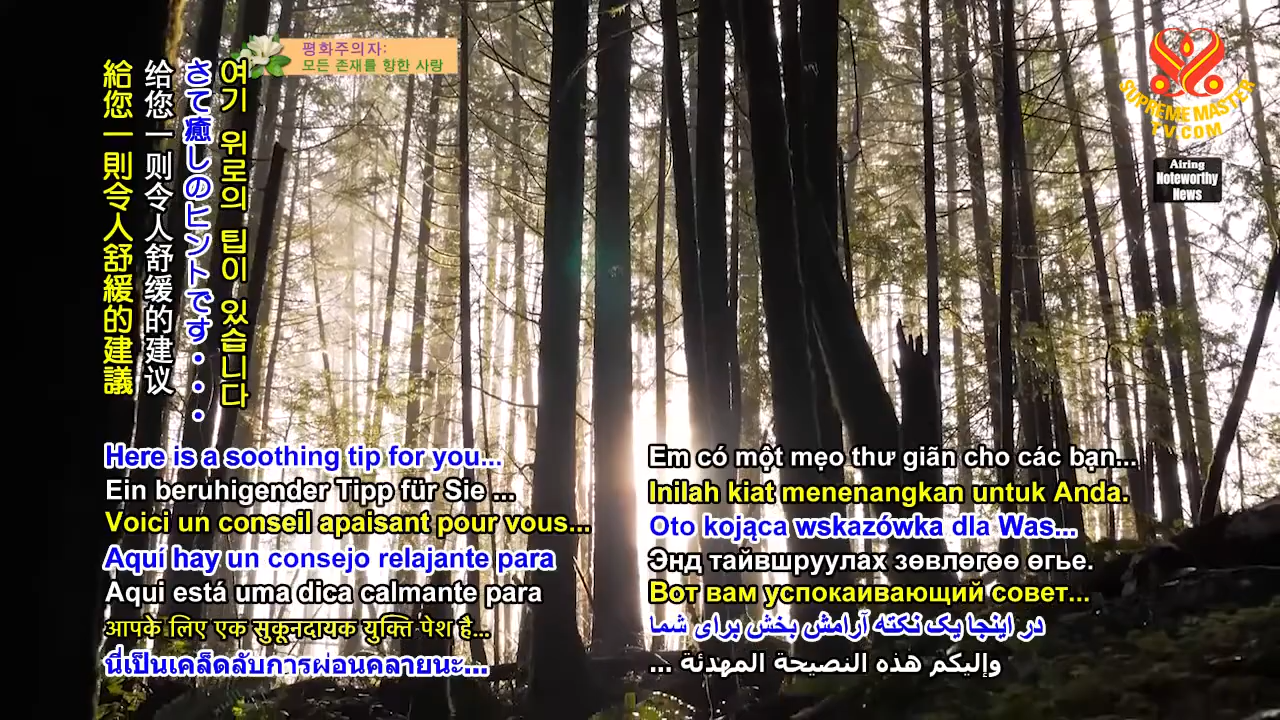 평화주의자:
모든 존재를 향한 사랑
SUPREME MASTER
TV.COM
Airing
Noteworthy
News
여기 위로의 팁이 있습니다
さて癒しのヒントです・・・
给您一则令人舒缓的建议
給您一則令人舒緩的建議
Here is a soothing tip for you...
Ein beruhigender Tipp für Sie ...
Voici un conseil apaisant pour vous...
Aquí hay un consejo relajante para
Aqui está uma dica calmante para
आपके लिए एक सुकूनदायक युक्ति पेश है...
นี่เป็นเคล็ดลับการผ่อนคลายนะ...
Em có một mẹo thư giãn cho các bạn...
Inilah kiat menenangkan untuk Anda.
Oto kojąca wskazówka dla Was...
Энд тайвшруулах зөвлөгөө өгье.
Вот вам успокаивающий совет...
در اینجا یک نکته آرامش بخش برای شما
وإليكم هذه النصيحة المهدئة ...